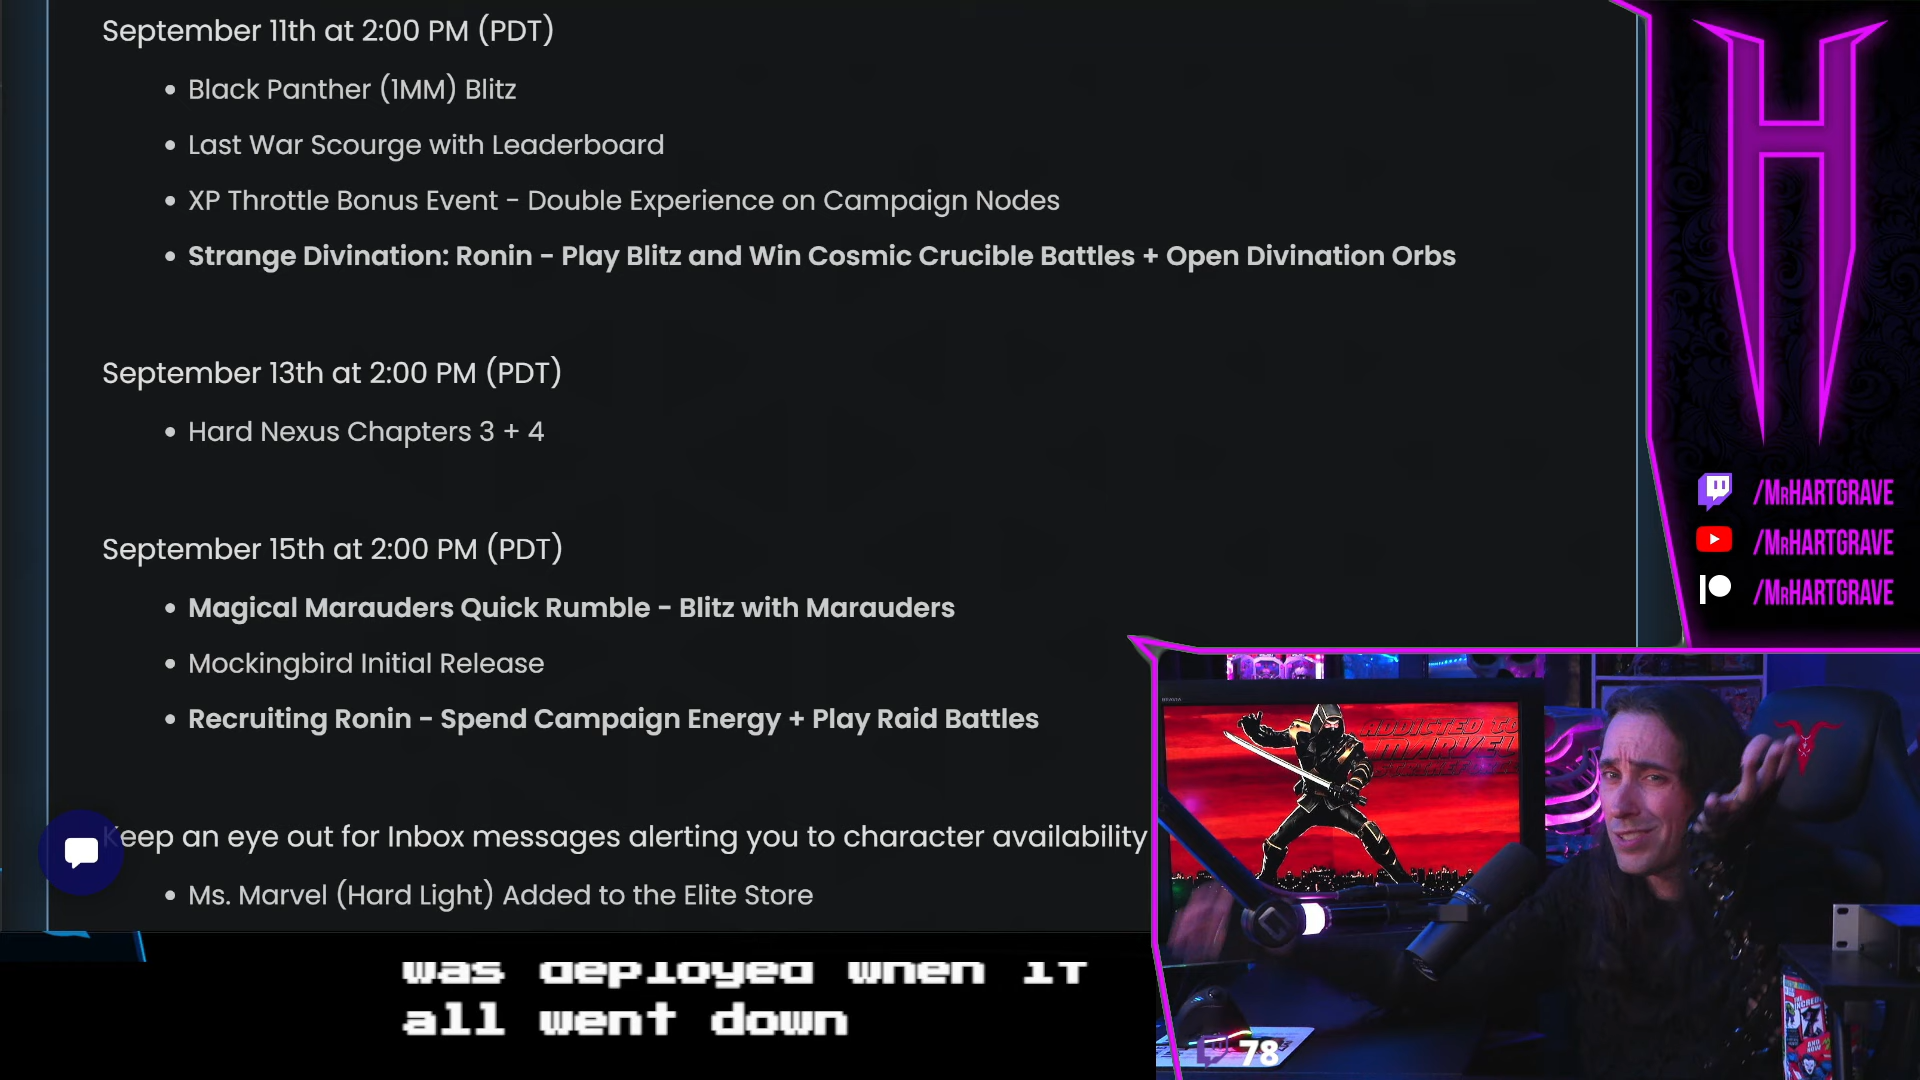 September 11th at 2:00 PM (PDT)
• Black Panther (1MM) Blitz
• Last War Scourge with Leaderboard
• XP Throttle Bonus Event - Double Experience on Campaign Nodes
• Strange Divination: Ronin - Play Blitz and Win Cosmic Crucible Battles + Open Divination Orbs
September 13th at 2:00 PM (PDT)
• Hard Nexus Chapters 3 + 4
September 15th at 2:00 PM (PDT)
• Magical Marauders Quick Rumble - Blitz with Marauders
• Mockingbird Initial Release
• Recruiting Ronin - Spend Campaign Energy + Play Raid Battles
Keep an eye out for Inbox messages alerting you to character availability
• Ms. Marvel (Hard Light) Added to the Elite Store
was deployed when it
all went down
H
/MRHARTGRAVE
/MRHARTGRAVE
/MRHARTGRAVE
ADDICTED TO
MARVEL
78